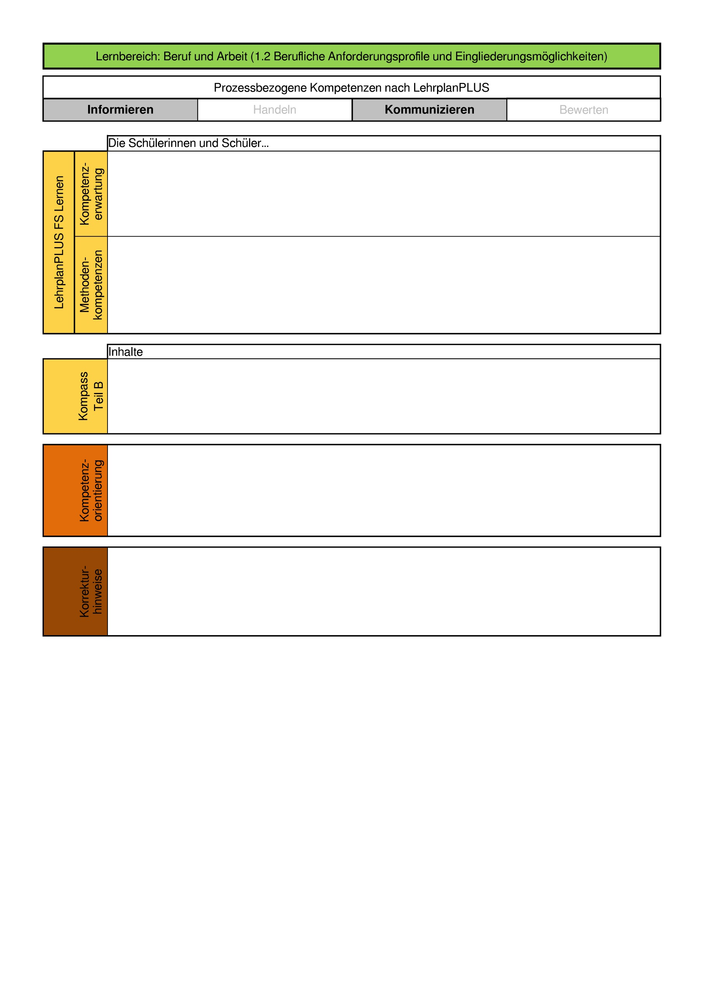 Lernbereich: Beruf und Arbeit (1.2 Berufliche Anforderungsprofile und Eingliederungsmöglichkeiten)
Prozessbezogene Kompetenzen nach LehrplanPLUS
Informieren Handeln Kommunizieren Bewerten
Die Schülerinnen und Schüler...
LehrplanPLUS FS Lernen
Kompetenz-
erwartung
Methoden-
kompetenzen
Inhalte
Kompass
Teil B
Kompetenz-
orientierung
Korrektur-
hinweise